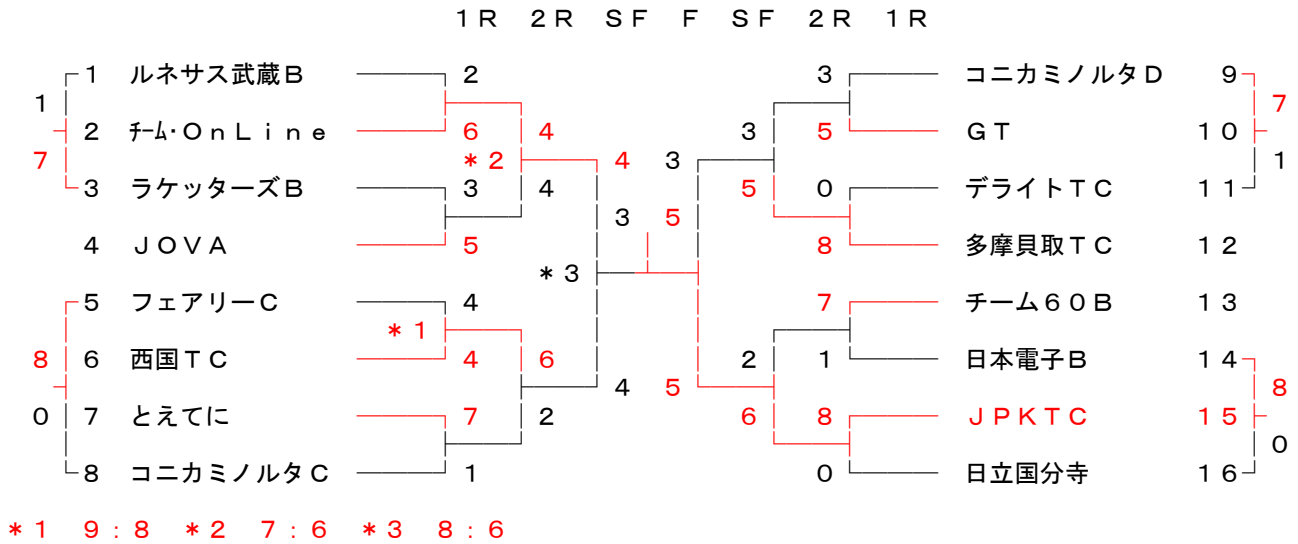 1R 2R SF F SF 2R 1R
1 ルネサス武蔵B 2 3 コニカミノルタD 9
1 7
2 チーム・OnLine 6 4 3 5 GT 10
7 *2 4 3 1
3 ラケッターズB 3 4 5 0 デライトTC 11
3 5
4 JOVA 5 8 多摩貝取TC 12
*3
5 フェアリーC 4 7 チーム60B 13
*1
8 6 西国TC 4 6 2 1 日本電子B 14
4 5 8
0 7 とえてに 7 2 6 8 JPKTC 15
0
8 コニカミノルタC 1 0 日立国分寺 16
*1 9:8 *2 7:6 *3 8:6